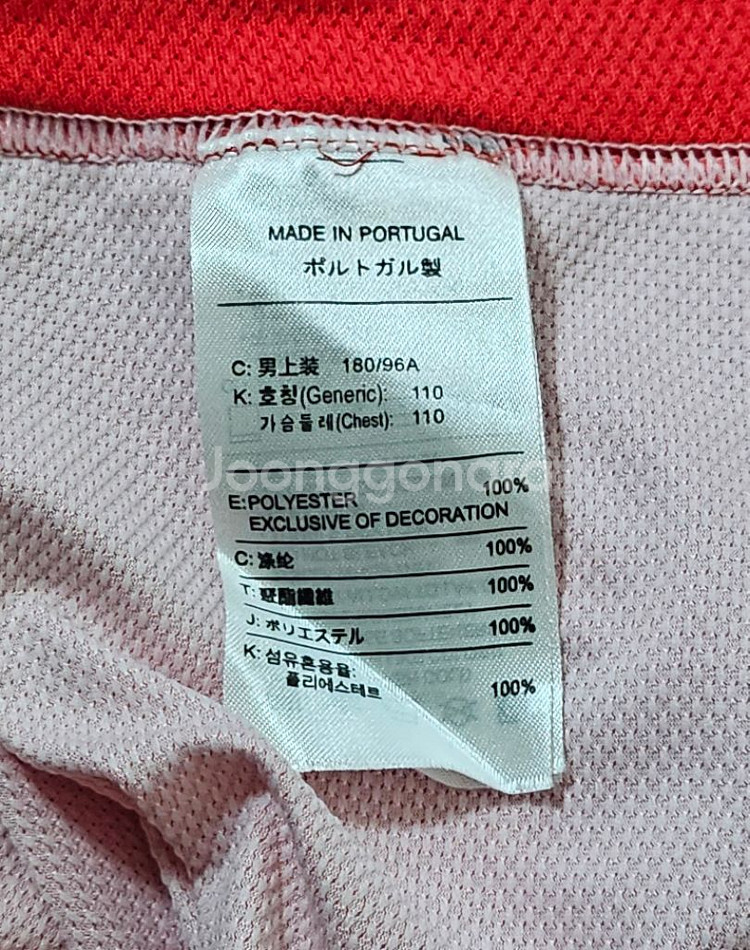 MADE IN PORTUGAL
ポルトガル製
C: 男上装 180/96A
K: 호칭(Generic): 110
가슴둘레(Chest): 110
Joonggonara
E: POLYESTER 100%
EXCLUSIVE OF DECORATION
C: 涤纶 100%
T: 聚酯纖維 100%
J: ポリエステル 100%
K: 섬유혼용율:
폴리에스테르 100%